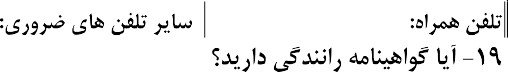 تلفن همراه: سایر تلفن های ضروری:
۱۹- آیا گواهینامه رانندگی دارید؟